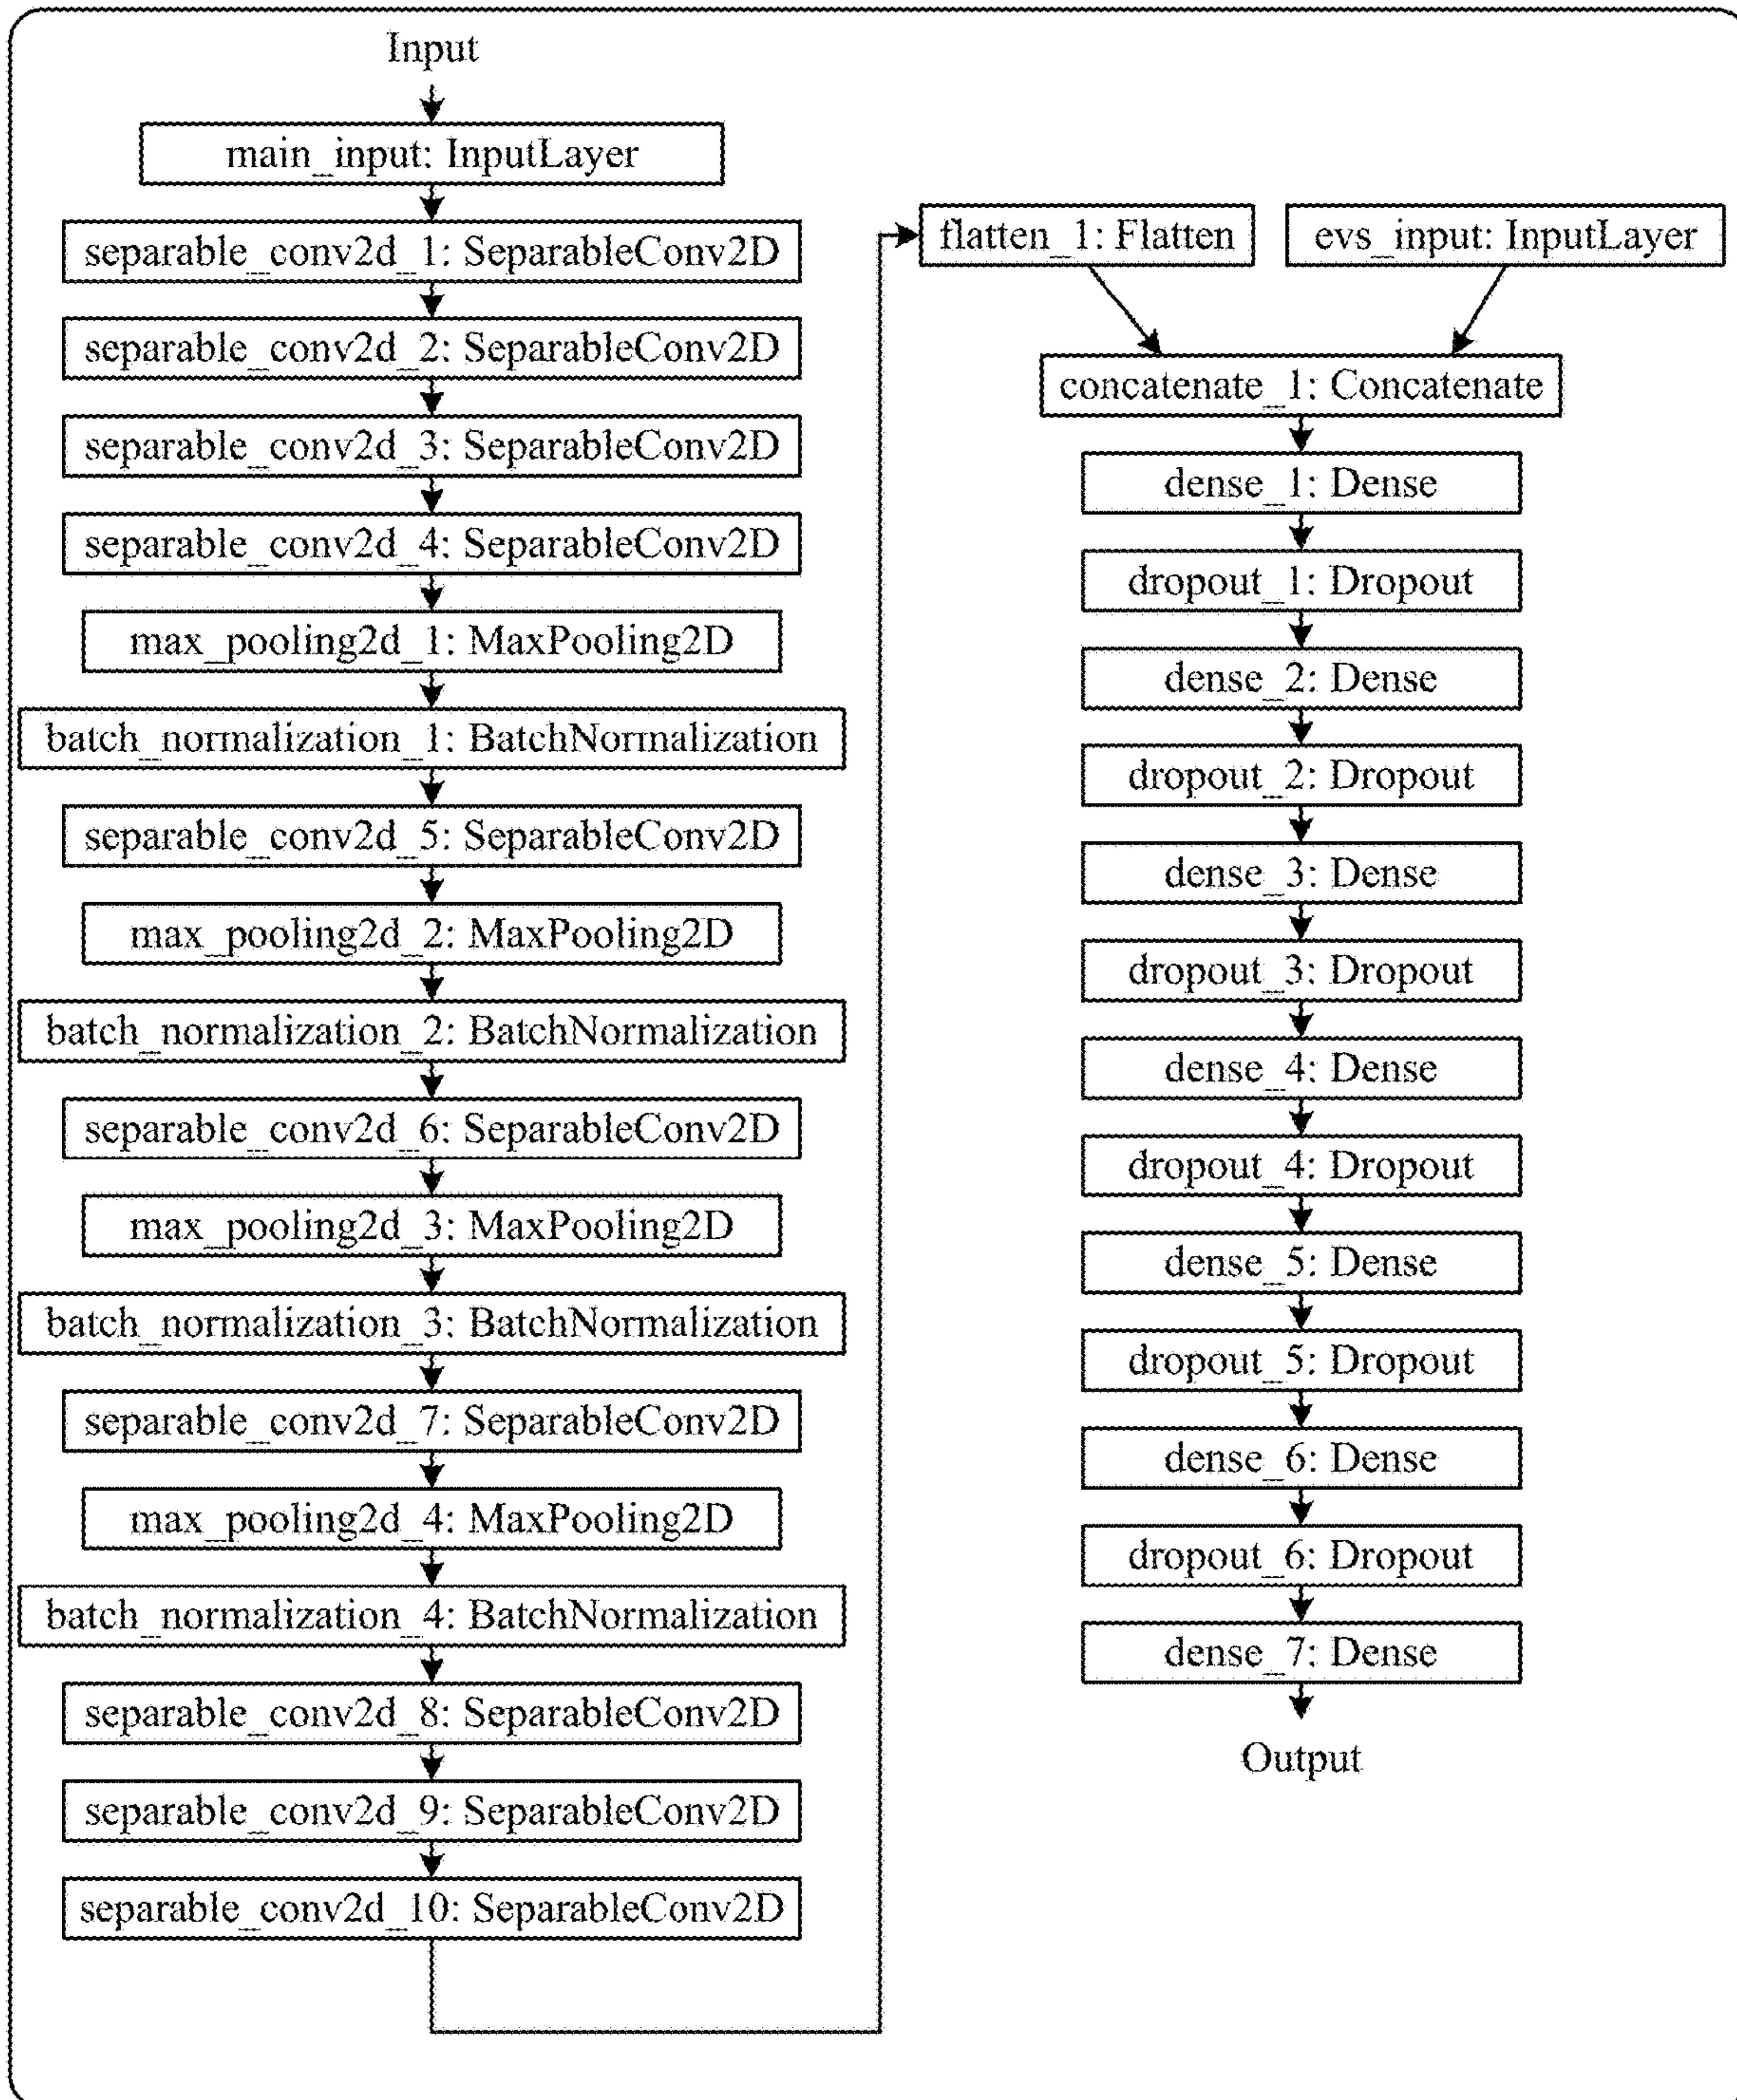 Input
main_input: InputLayer
separable_conv2d_1: SeparableConv2D
separable_conv2d_2: SeparableConv2D
separable_conv2d_3: SeparableConv2D
separable_conv2d_4: SeparableConv2D
max_pooling2d_1: MaxPooling2D
batch_normalization_1: BatchNormalization
separable_conv2d_5: SeparableConv2D
max_pooling2d_2: MaxPooling2D
batch_normalization_2: BatchNormalization
separable_conv2d_6: SeparableConv2D
max_pooling2d_3: MaxPooling2D
batch_normalization_3: BatchNormalization
separable_conv2d_7: SeparableConv2D
max_pooling2d_4: MaxPooling2D
batch_normalization_4: BatchNormalization
separable_conv2d_8: SeparableConv2D
separable_conv2d_9: SeparableConv2D
separable_conv2d_10: SeparableConv2D
flatten_1: Flatten
evs_input: InputLayer
concatenate_1: Concatenate
dense_1: Dense
dropout_1: Dropout
dense_2: Dense
dropout_2: Dropout
dense_3: Dense
dropout_3: Dropout
dense_4: Dense
dropout_4: Dropout
dense_5: Dense
dropout_5: Dropout
dense_6: Dense
dropout_6: Dropout
dense_7: Dense
Output